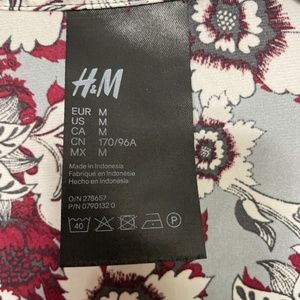 H&M
EUR M
US M
CA M
CN 170/96A
MX M
Made in Indonesia
Fabriqué en Indonésie
Hecho en Indonesia
O/N 278657
P/N 0790132 0
40
P